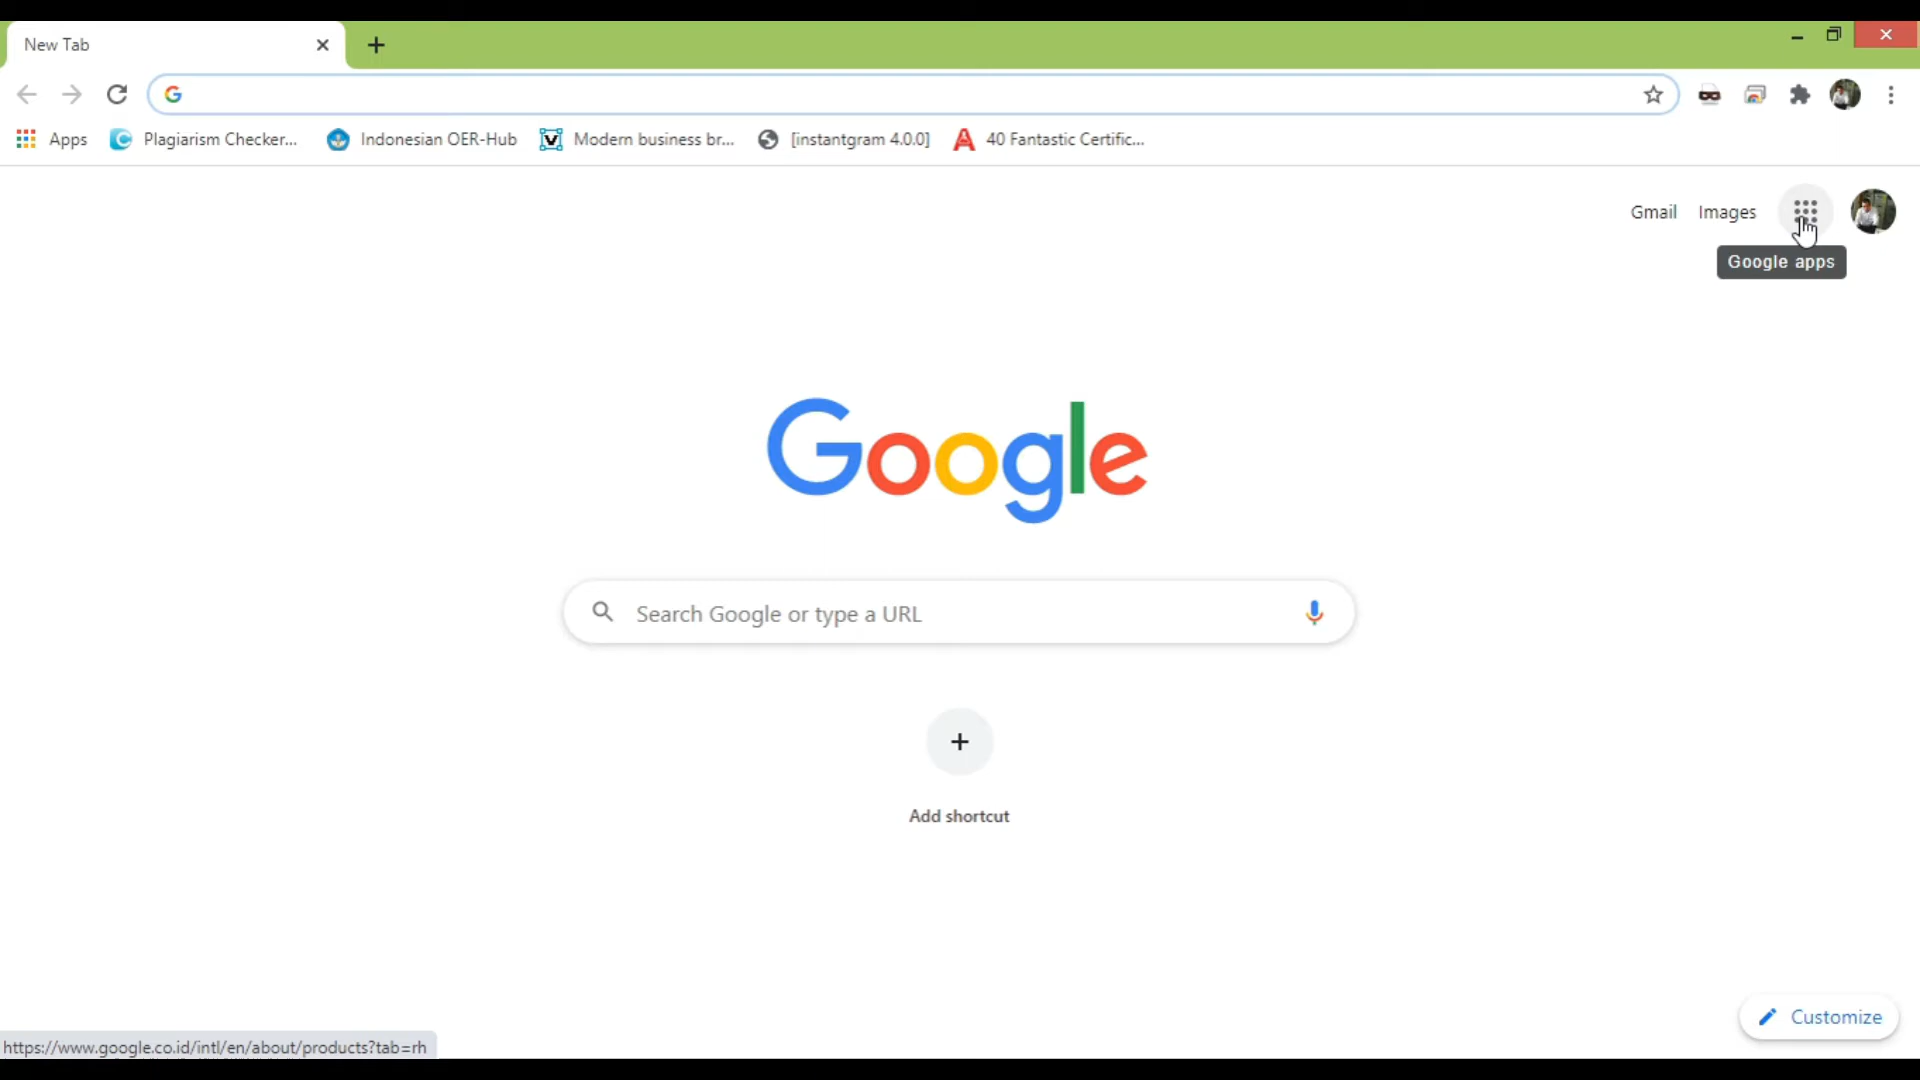 New Tab
Apps Plagiarism Checker... Indonesian OER-Hub Modern business br... [instantgram 4.0.0] 40 Fantastic Certific...
Gmail Images
Google apps
Google
Search Google or type a URL
Add shortcut
Customize
https://www.google.co.id/intl/en/about/products?tab=rh